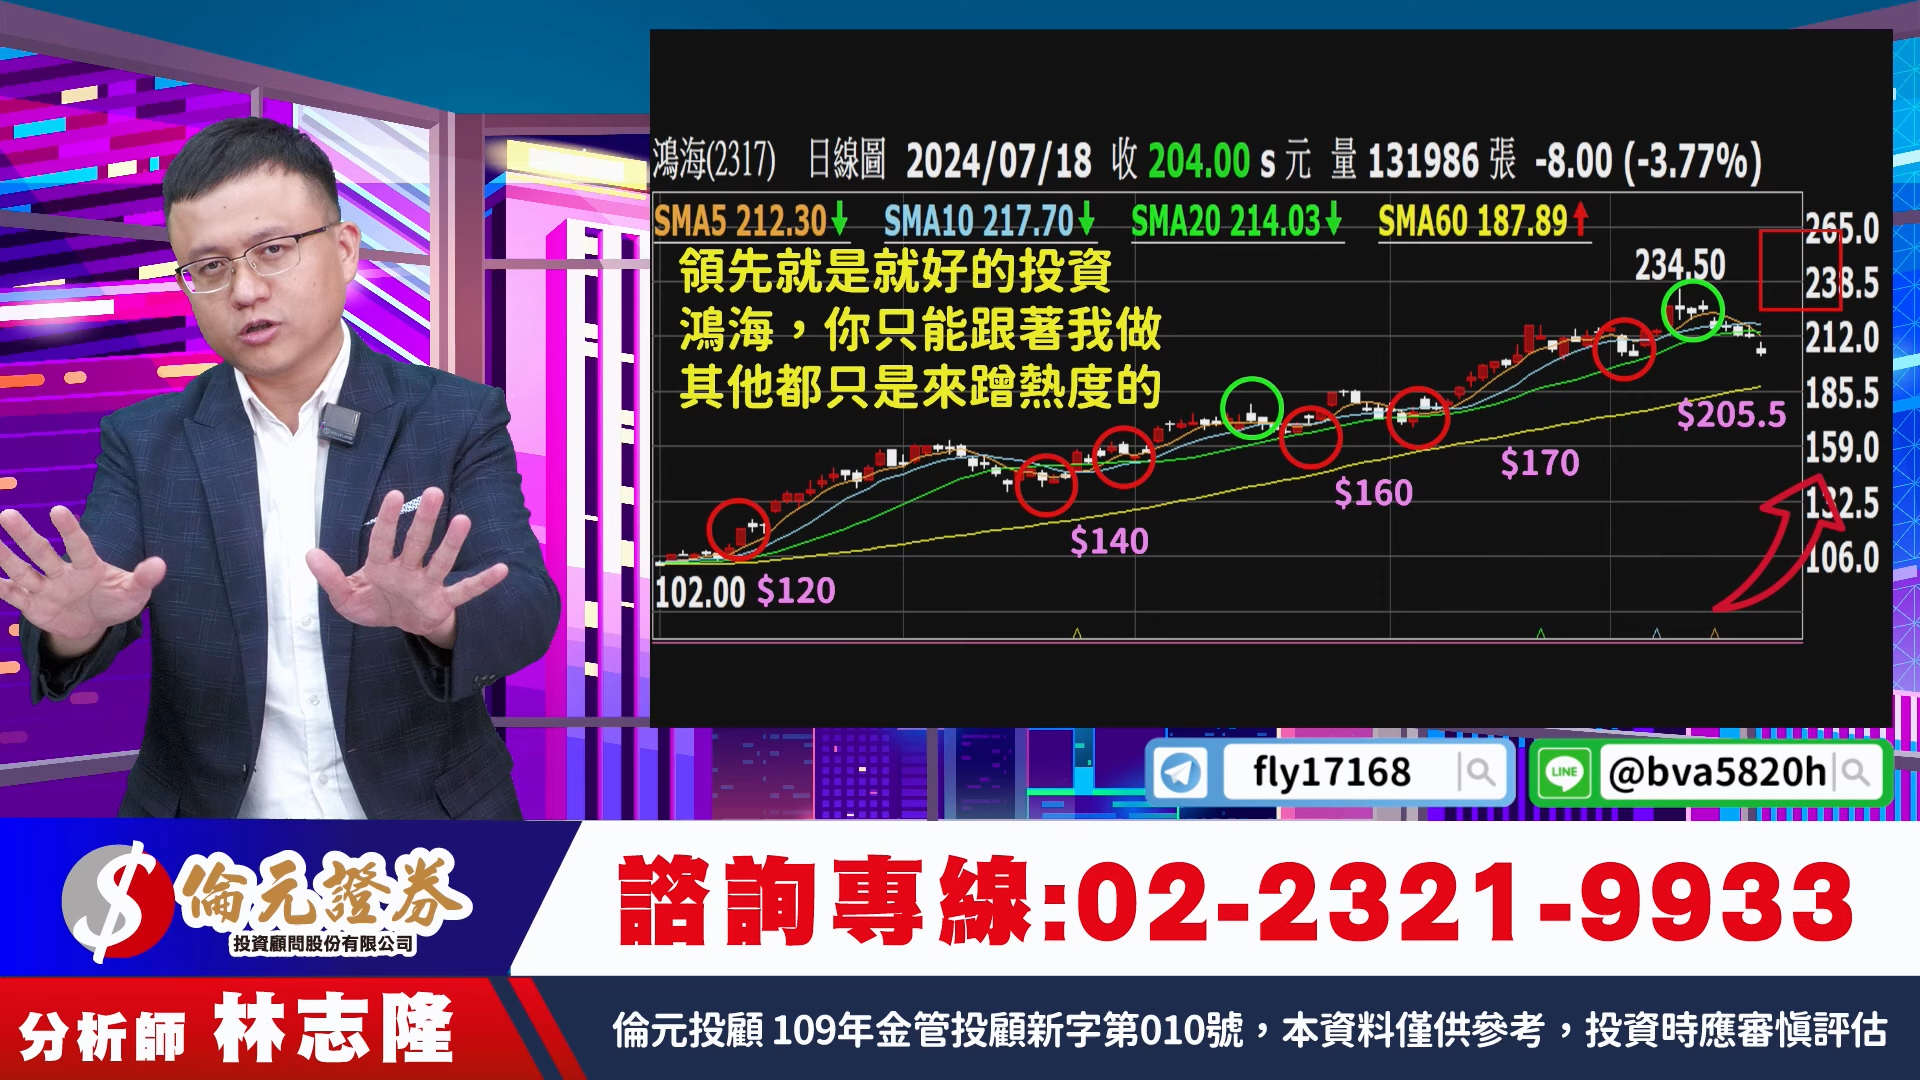 鴻海(2317) 日線圖 2024/07/18 收 204.00 s 元 量 131986 張 -8.00 (-3.77%)
SMA5 212.30↓ SMA10 217.70↓ SMA20 214.03↓ SMA60 187.89↑
領先就是就好的投資
鴻海，你只能跟著我做
其他都只是來蹭熱度的
234.50
265.0
238.5
212.0
185.5
159.0
132.5
106.0
$205.5
$170
$160
$140
102.00 $120
fly17168
LINE @bva5820h
倫元證券
投資顧問股份有限公司
諮詢專線:02-2321-9933
分析師 林志隆
倫元投顧 109年金管投顧新字第010號，本資料僅供參考，投資時應審慎評估